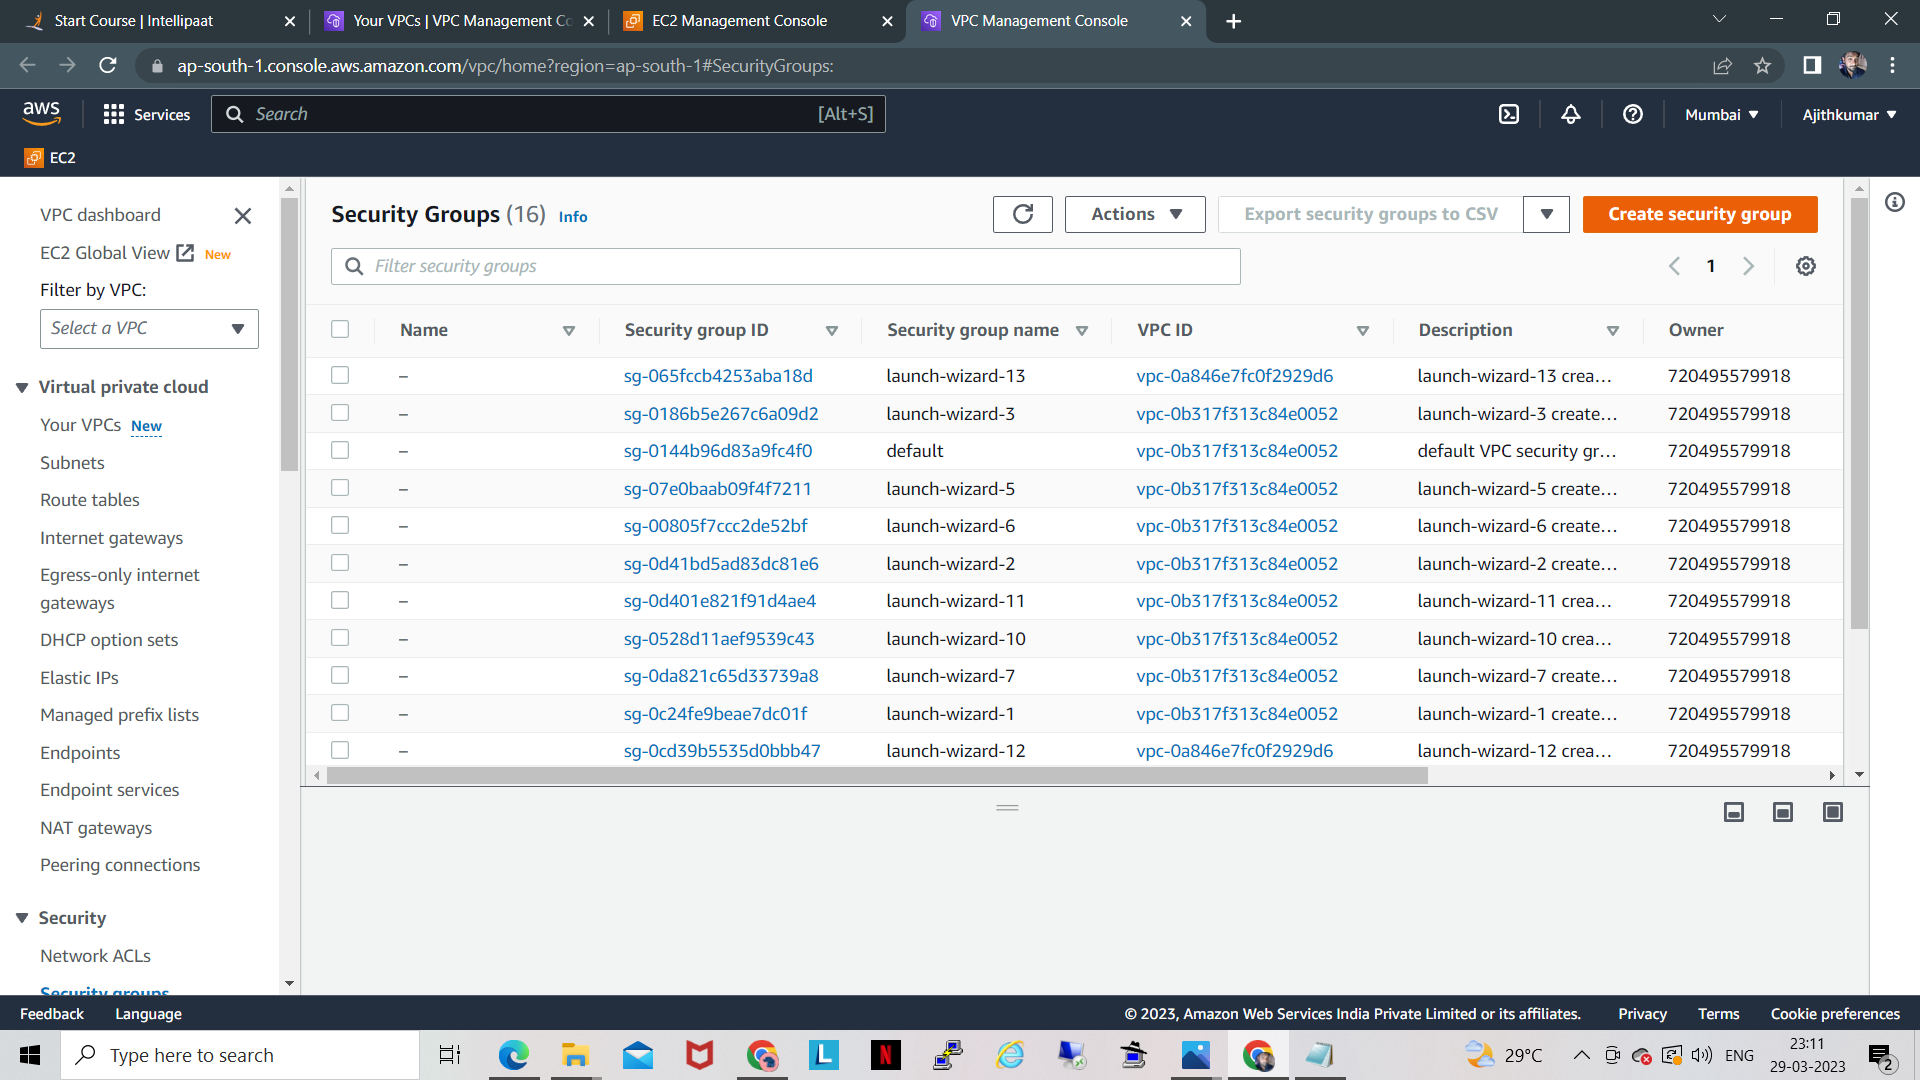 Start Course | Intellipaat
Your VPCs | VPC Management Co
EC2 Management Console
VPC Management Console
ap-south-1.console.aws.amazon.com/vpc/home?region=ap-south-1#SecurityGroups:
aws
Services
Search
[Alt+S]
Mumbai
Ajithkumar
EC2
VPC dashboard
EC2 Global View New
Filter by VPC:
Select a VPC
Virtual private cloud
Your VPCs New
Subnets
Route tables
Internet gateways
Egress-only internet
gateways
DHCP option sets
Elastic IPs
Managed prefix lists
Endpoints
Endpoint services
NAT gateways
Peering connections
Security
Network ACLs
Security groups
Security Groups (16) Info
Actions
Export security groups to CSV
Create security group
Filter security groups
1
Name Security group ID Security group name VPC ID Description Owner
– sg-065fccb4253aba18d launch-wizard-13 vpc-0a846e7fc0f2929d6 launch-wizard-13 crea... 720495579918
– sg-0186b5e267c6a09d2 launch-wizard-3 vpc-0b317f313c84e0052 launch-wizard-3 create... 720495579918
– sg-0144b96d83a9fc4f0 default vpc-0b317f313c84e0052 default VPC security gr... 720495579918
– sg-07e0baab09f4f7211 launch-wizard-5 vpc-0b317f313c84e0052 launch-wizard-5 create... 720495579918
– sg-00805f7ccc2de52bf launch-wizard-6 vpc-0b317f313c84e0052 launch-wizard-6 create... 720495579918
– sg-0d41bd5ad83dc81e6 launch-wizard-2 vpc-0b317f313c84e0052 launch-wizard-2 create... 720495579918
– sg-0d401e821f91d4ae4 launch-wizard-11 vpc-0b317f313c84e0052 launch-wizard-11 crea... 720495579918
– sg-0528d11aef9539c43 launch-wizard-10 vpc-0b317f313c84e0052 launch-wizard-10 crea... 720495579918
– sg-0da821c65d33739a8 launch-wizard-7 vpc-0b317f313c84e0052 launch-wizard-7 create... 720495579918
– sg-0c24fe9beae7dc01f launch-wizard-1 vpc-0b317f313c84e0052 launch-wizard-1 create... 720495579918
– sg-0cd39b5535d0bbb47 launch-wizard-12 vpc-0a846e7fc0f2929d6 launch-wizard-12 crea... 720495579918
Feedback Language © 2023, Amazon Web Services India Private Limited or its affiliates. Privacy Terms Cookie preferences
Type here to search
L
N
29°C
ENG
23:11
29-03-2023
2